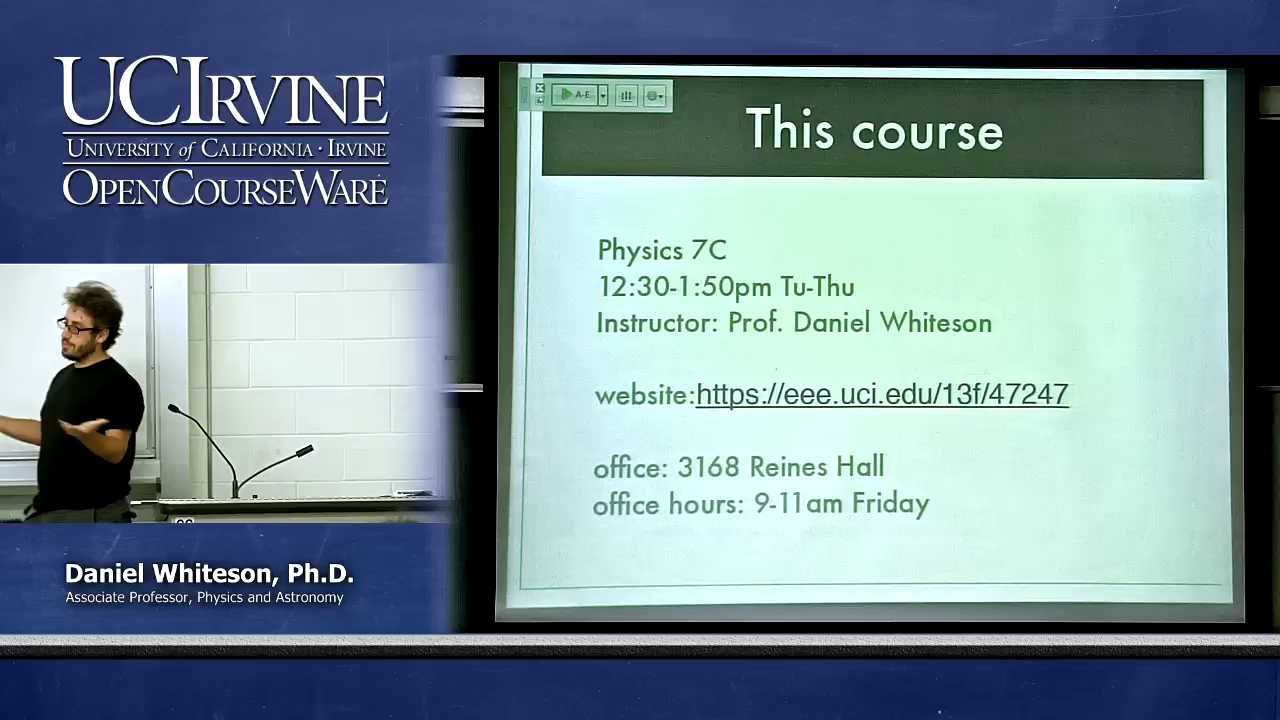 UCIRVINE
UNIVERSITY of CALIFORNIA · IRVINE
OPENCOURSEWARE
Daniel Whiteson, Ph.D.
Associate Professor, Physics and Astronomy
A-E
This course
Physics 7C
12:30-1:50pm Tu-Thu
Instructor: Prof. Daniel Whiteson
website:https://eee.uci.edu/13f/47247
office: 3168 Reines Hall
office hours: 9-11am Friday